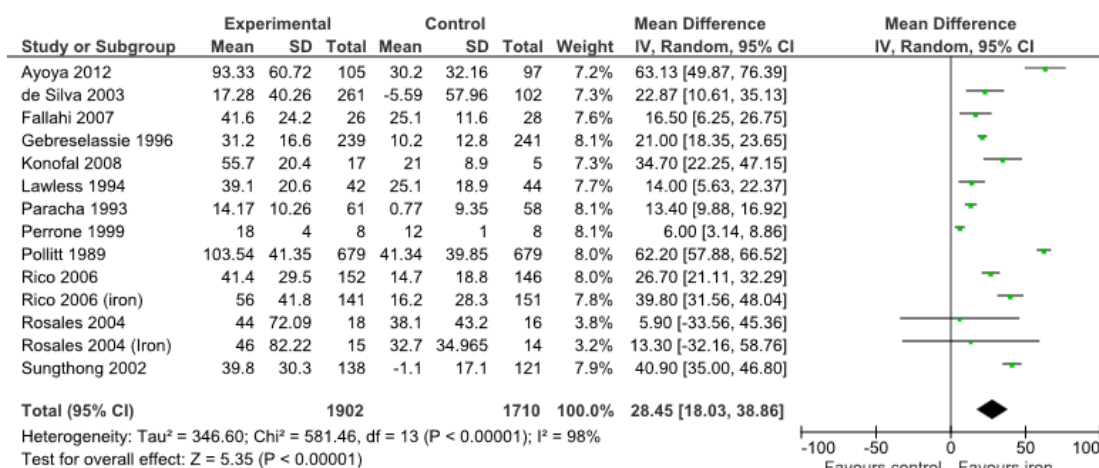 Experimental Control Mean Difference Mean Difference
Study or Subgroup Mean SD Total Mean SD Total Weight IV, Random, 95% CI IV, Random, 95% CI
Ayoya 2012 93.33 60.72 105 30.2 32.16 97 7.2% 63.13 [49.87, 76.39]
de Silva 2003 17.28 40.26 261 -5.59 57.96 102 7.3% 22.87 [10.61, 35.13]
Fallahi 2007 41.6 24.2 26 25.1 11.6 28 7.6% 16.50 [6.25, 26.75]
Gebreselassie 1996 31.2 16.6 239 10.2 12.8 241 8.1% 21.00 [18.35, 23.65]
Konofal 2008 55.7 20.4 17 21 8.9 5 7.3% 34.70 [22.25, 47.15]
Lawless 1994 39.1 20.6 42 25.1 18.9 44 7.7% 14.00 [5.63, 22.37]
Paracha 1993 14.17 10.26 61 0.77 9.35 58 8.1% 13.40 [9.88, 16.92]
Perrone 1999 18 4 8 12 1 8 8.1% 6.00 [3.14, 8.86]
Pollitt 1989 103.54 41.35 679 41.34 39.85 679 8.0% 62.20 [57.88, 66.52]
Rico 2006 41.4 29.5 152 14.7 18.8 146 8.0% 26.70 [21.11, 32.29]
Rico 2006 (iron) 56 41.8 141 16.2 28.3 151 7.8% 39.80 [31.56, 48.04]
Rosales 2004 44 72.09 18 38.1 43.2 16 3.8% 5.90 [-33.56, 45.36]
Rosales 2004 (Iron) 46 82.22 15 32.7 34.965 14 3.2% 13.30 [-32.16, 58.76]
Sungthong 2002 39.8 30.3 138 -1.1 17.1 121 7.9% 40.90 [35.00, 46.80]
Total (95% CI) 1902 1710 100.0% 28.45 [18.03, 38.86]
Heterogeneity: Tau² = 346.60; Chi² = 581.46, df = 13 (P < 0.00001); I² = 98%
Test for overall effect: Z = 5.35 (P < 0.00001)
-100 -50 0 50 100
Favours control Favours iron